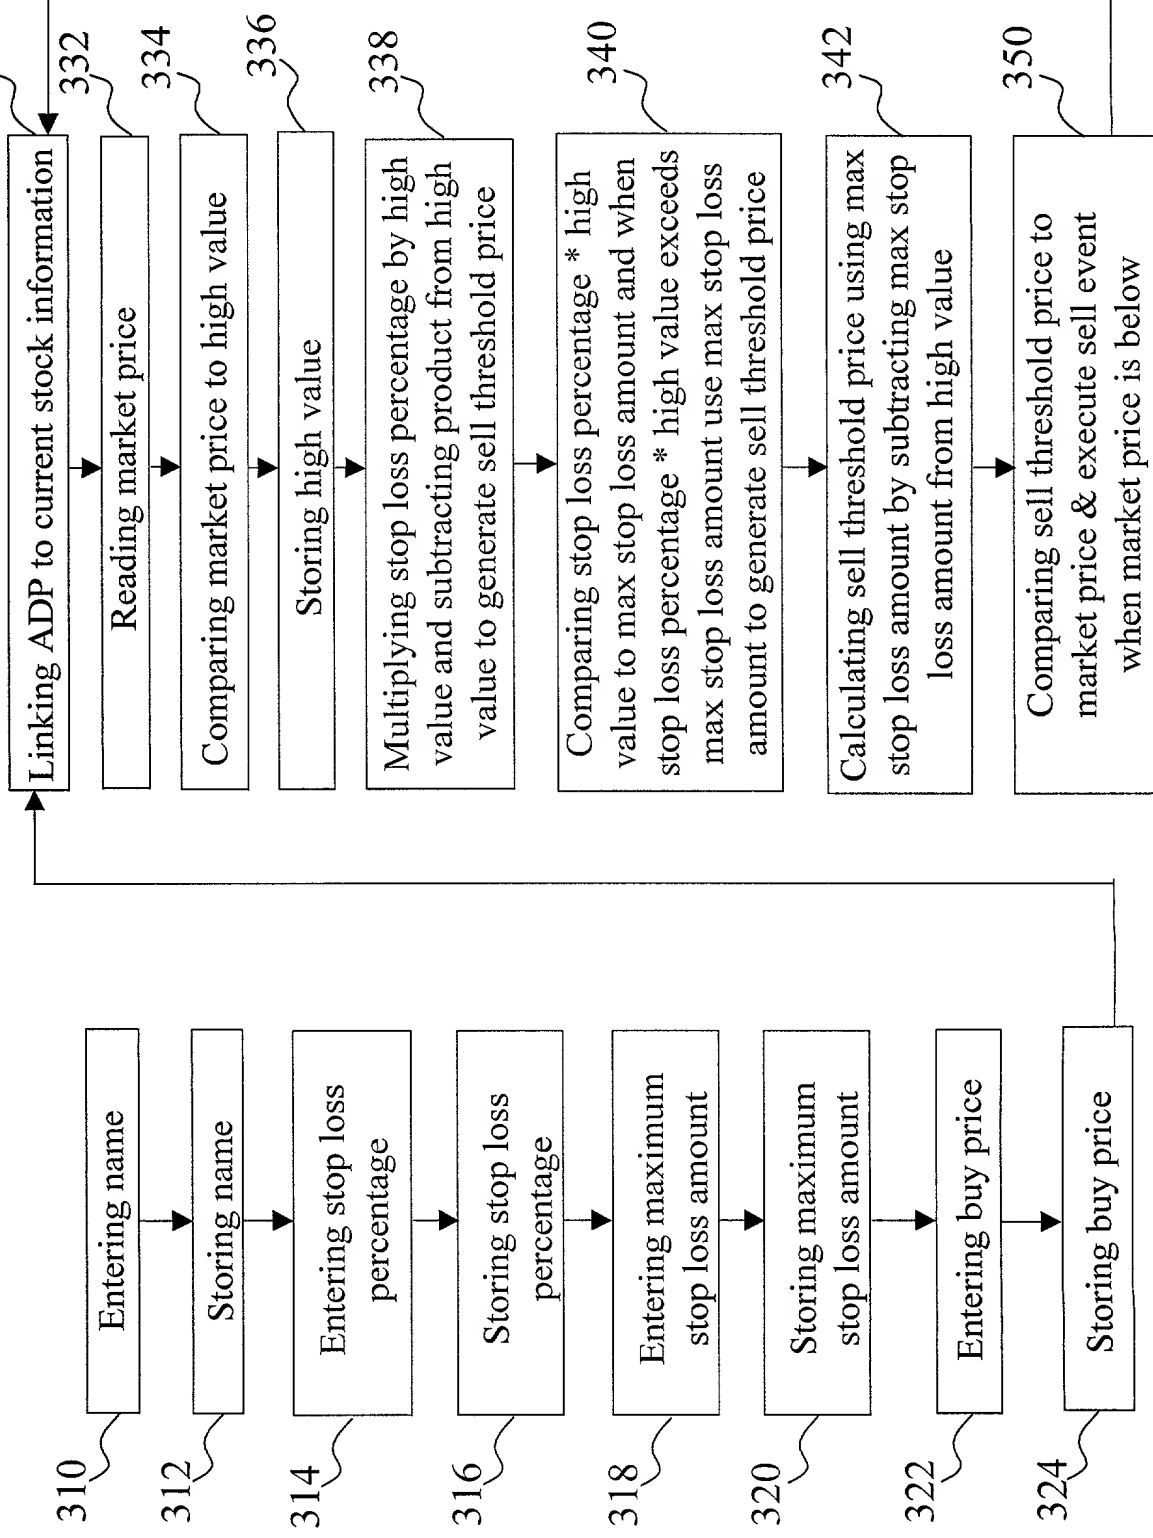 310
Entering name
312
Storing name
314
Entering stop loss
percentage
316
Storing stop loss
percentage
318
Entering maximum
stop loss amount
320
Storing maximum
stop loss amount
322
Entering buy price
324
Storing buy price
Linking ADP to current stock information
332
Reading market price
334
Comparing market price to high value
336
Storing high value
338
Multiplying stop loss percentage by high
value and subtracting product from high
value to generate sell threshold price
340
Comparing stop loss percentage * high
value to max stop loss amount and when
stop loss percentage * high value exceeds
max stop loss amount use max stop loss
amount to generate sell threshold price
342
Calculating sell threshold price using max
stop loss amount by subtracting max stop
loss amount from high value
350
Comparing sell threshold price to
market price & execute sell event
when market price is below